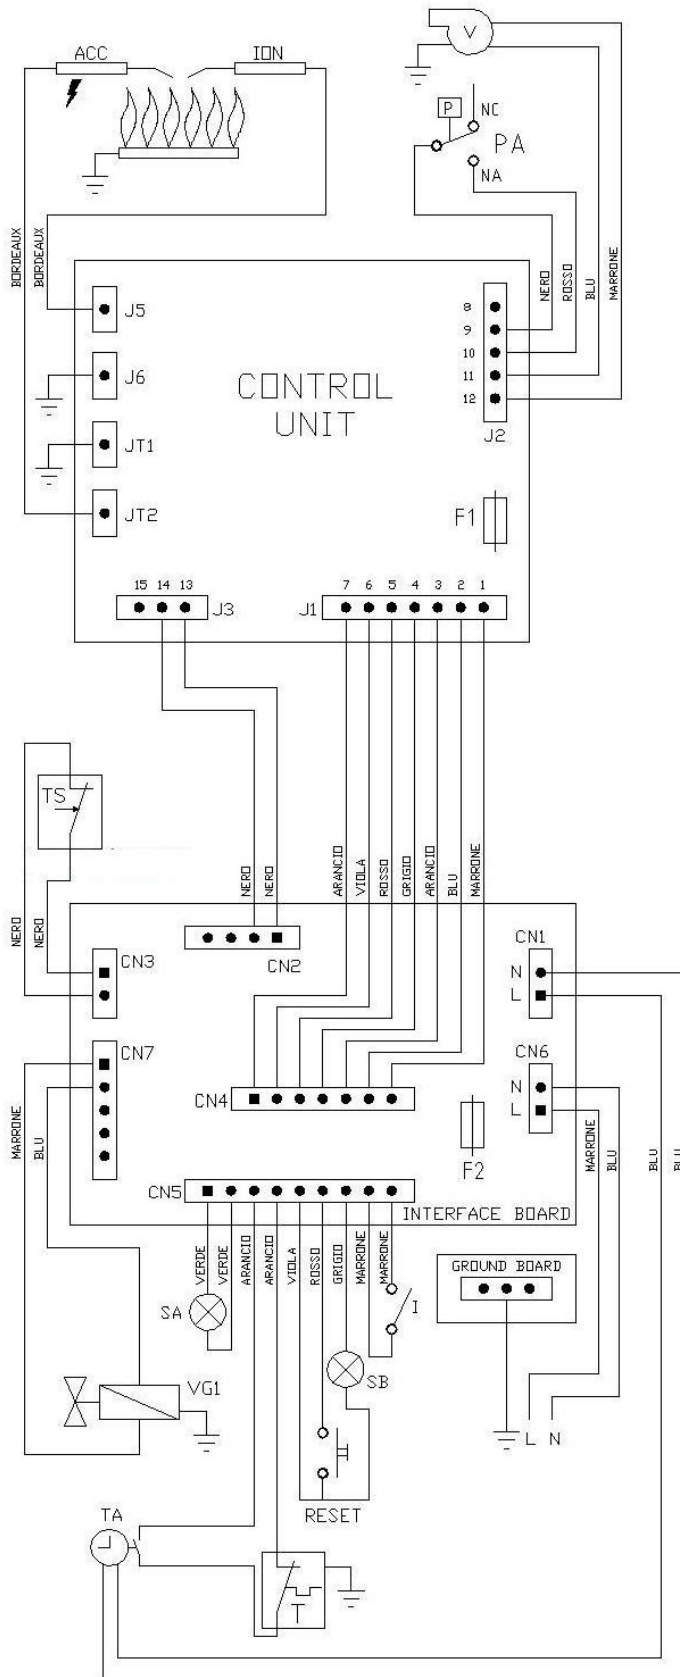 ACC
ION
V
P
NC
PA
NA
BORDEAUX
BORDEAUX
NERO
ROSSO
BLU
MARRONE
J5
J6
JT1
JT2
CONTROL
UNIT
8
9
10
11
12
J2
F1
15 14 13
J3
J1
7 6 5 4 3 2 1
TS
NERO
NERO
NERO
NERO
ARANCIO
VIOLA
ROSSO
GRIGIO
ARANCIO
BLU
MARRONE
CN3
CN2
CN1
N
L
CN7
CN6
N
L
CN4
F2
MARRONE
BLU
MARRONE
BLU
BLU
BLU
CN5
INTERFACE BOARD
VERDE
VERDE
ARANCIO
ARANCIO
VIOLA
ROSSO
GRIGIO
MARRONE
MARRONE
GROUND BOARD
SA
I
SB
VG1
L N
RESET
TA
T